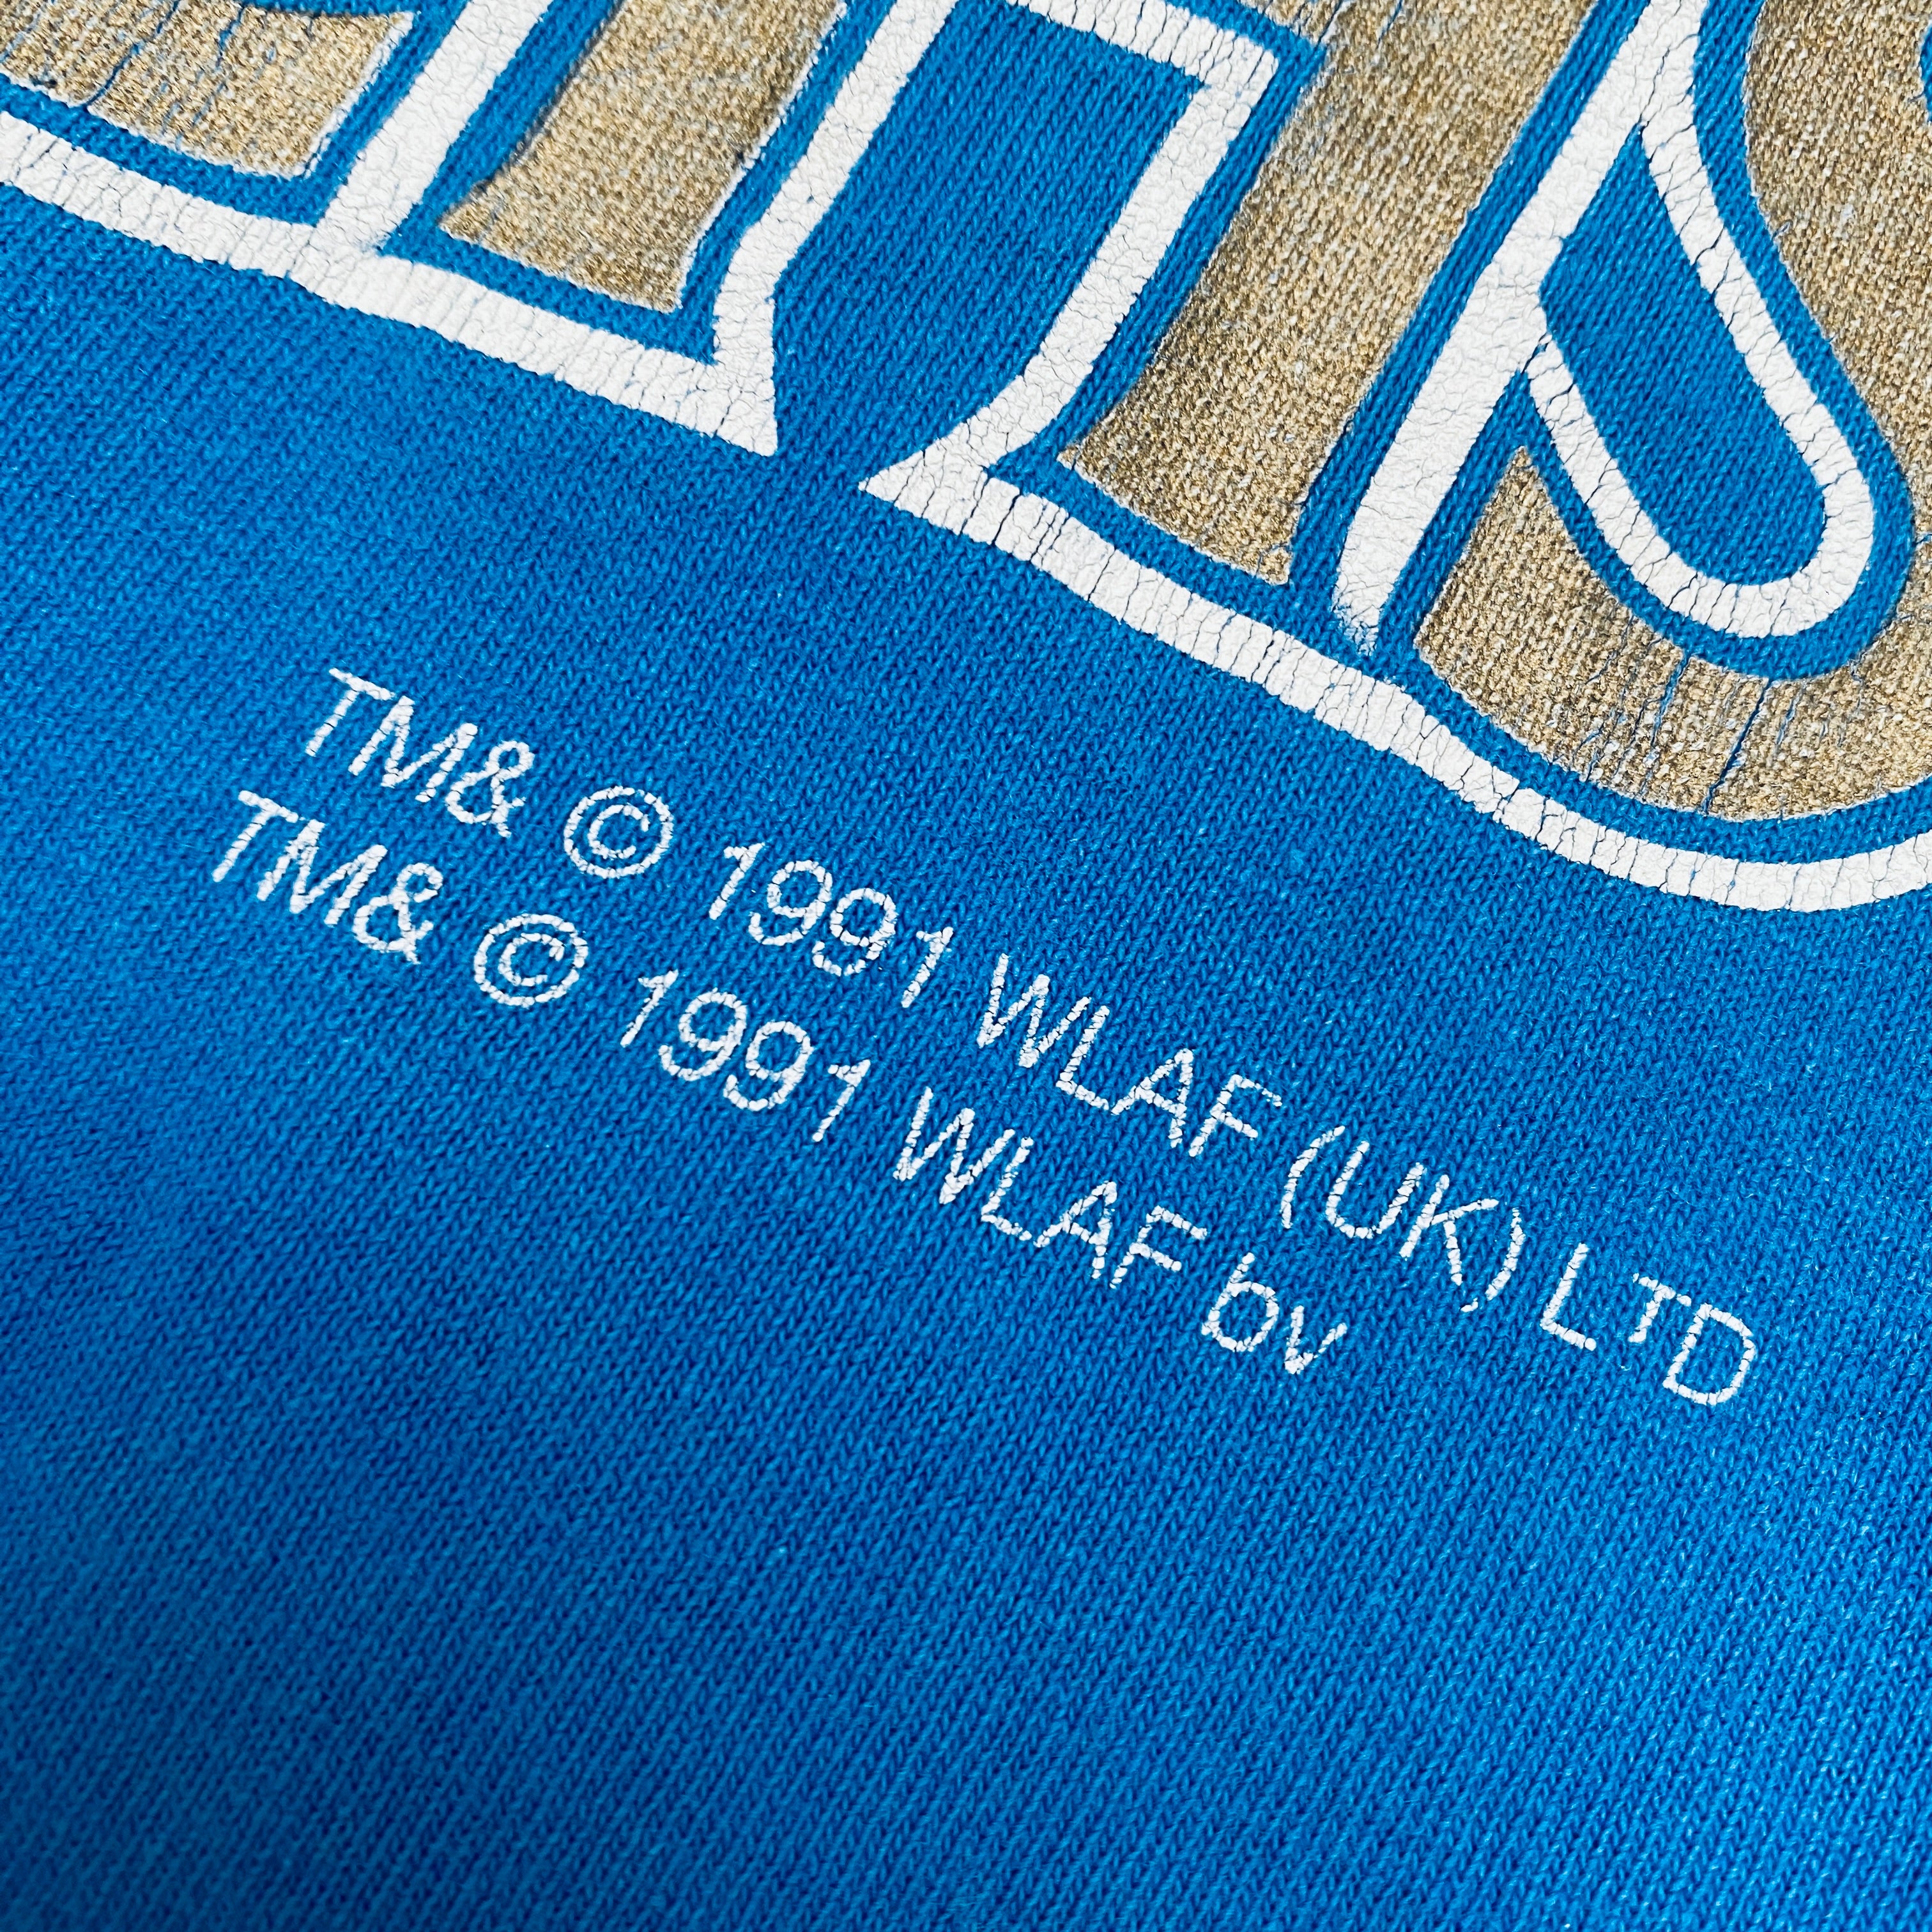 TM& © 1991 WLAF (UK) LTD
TM& © 1991 WLAF bv